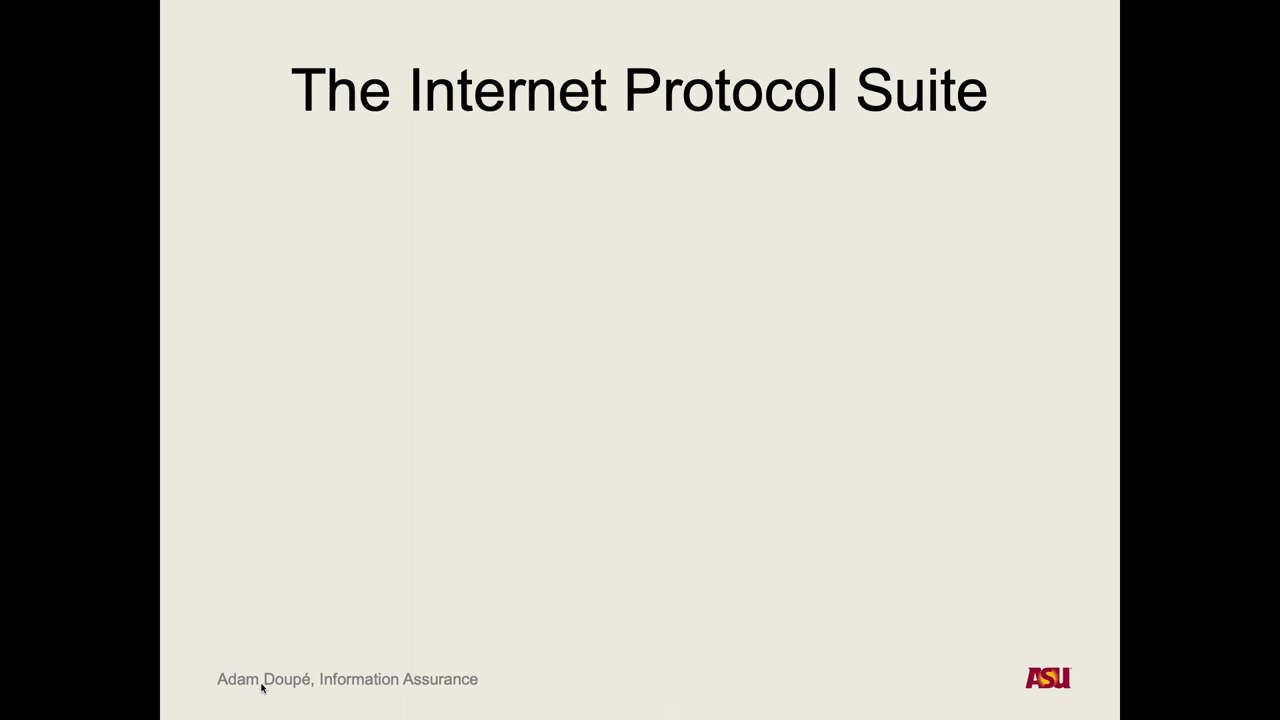 The Internet Protocol Suite
Adam Doupé, Information Assurance
ASU